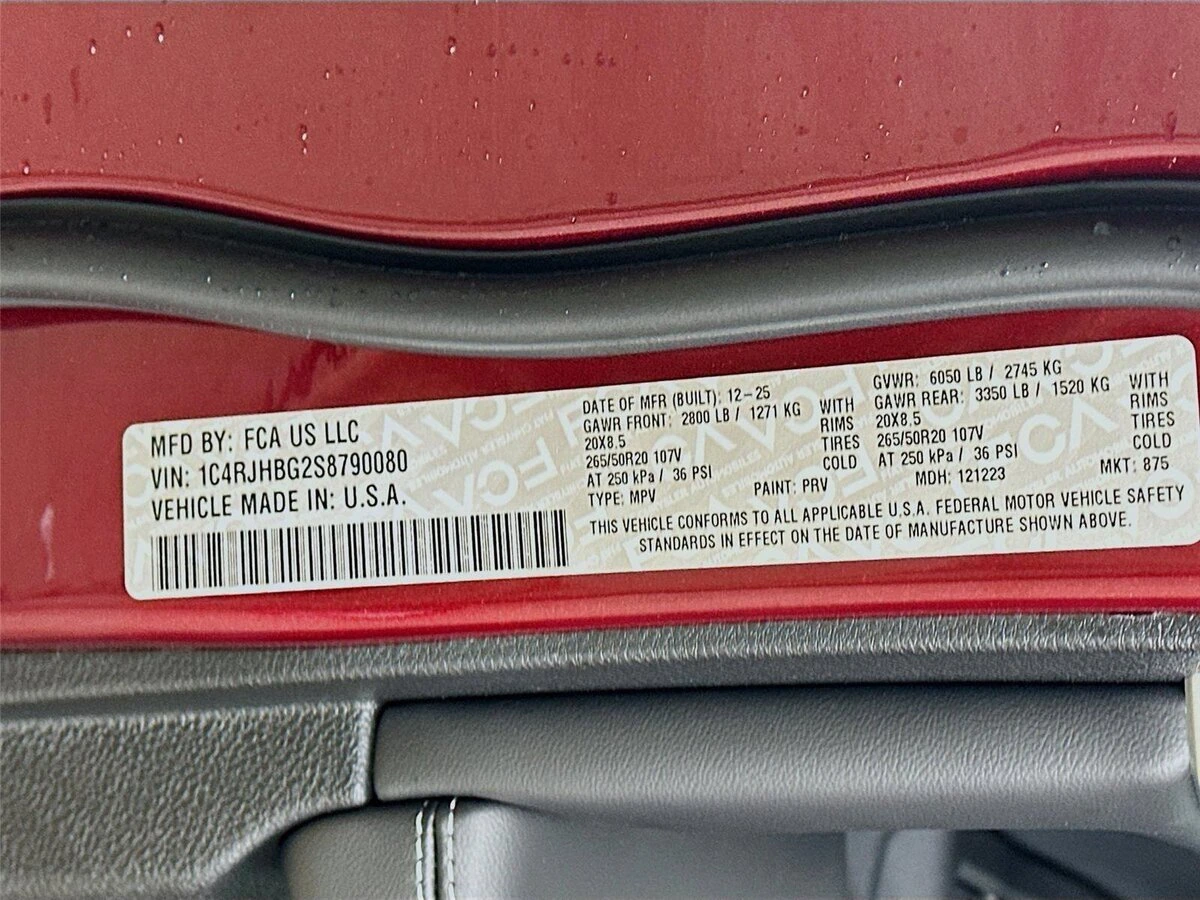 MFD BY: FCA US LLC
VIN: 1C4RJHBG2S8790080
VEHICLE MADE IN: U.S.A.
DATE OF MFR (BUILT): 12-25
GAWR FRONT: 2800 LB / 1271 KG WITH
20X8.5 RIMS
265/50R20 107V TIRES
AT 250 kPa / 36 PSI COLD
TYPE: MPV PAINT: PRV
GVWR: 6050 LB / 2745 KG
GAWR REAR: 3350 LB / 1520 KG WITH
20X8.5 RIMS
265/50R20 107V TIRES
AT 250 kPa / 36 PSI COLD
MDH: 121223 MKT: 875
THIS VEHICLE CONFORMS TO ALL APPLICABLE U.S.A. FEDERAL MOTOR VEHICLE SAFETY
STANDARDS IN EFFECT ON THE DATE OF MANUFACTURE SHOWN ABOVE.